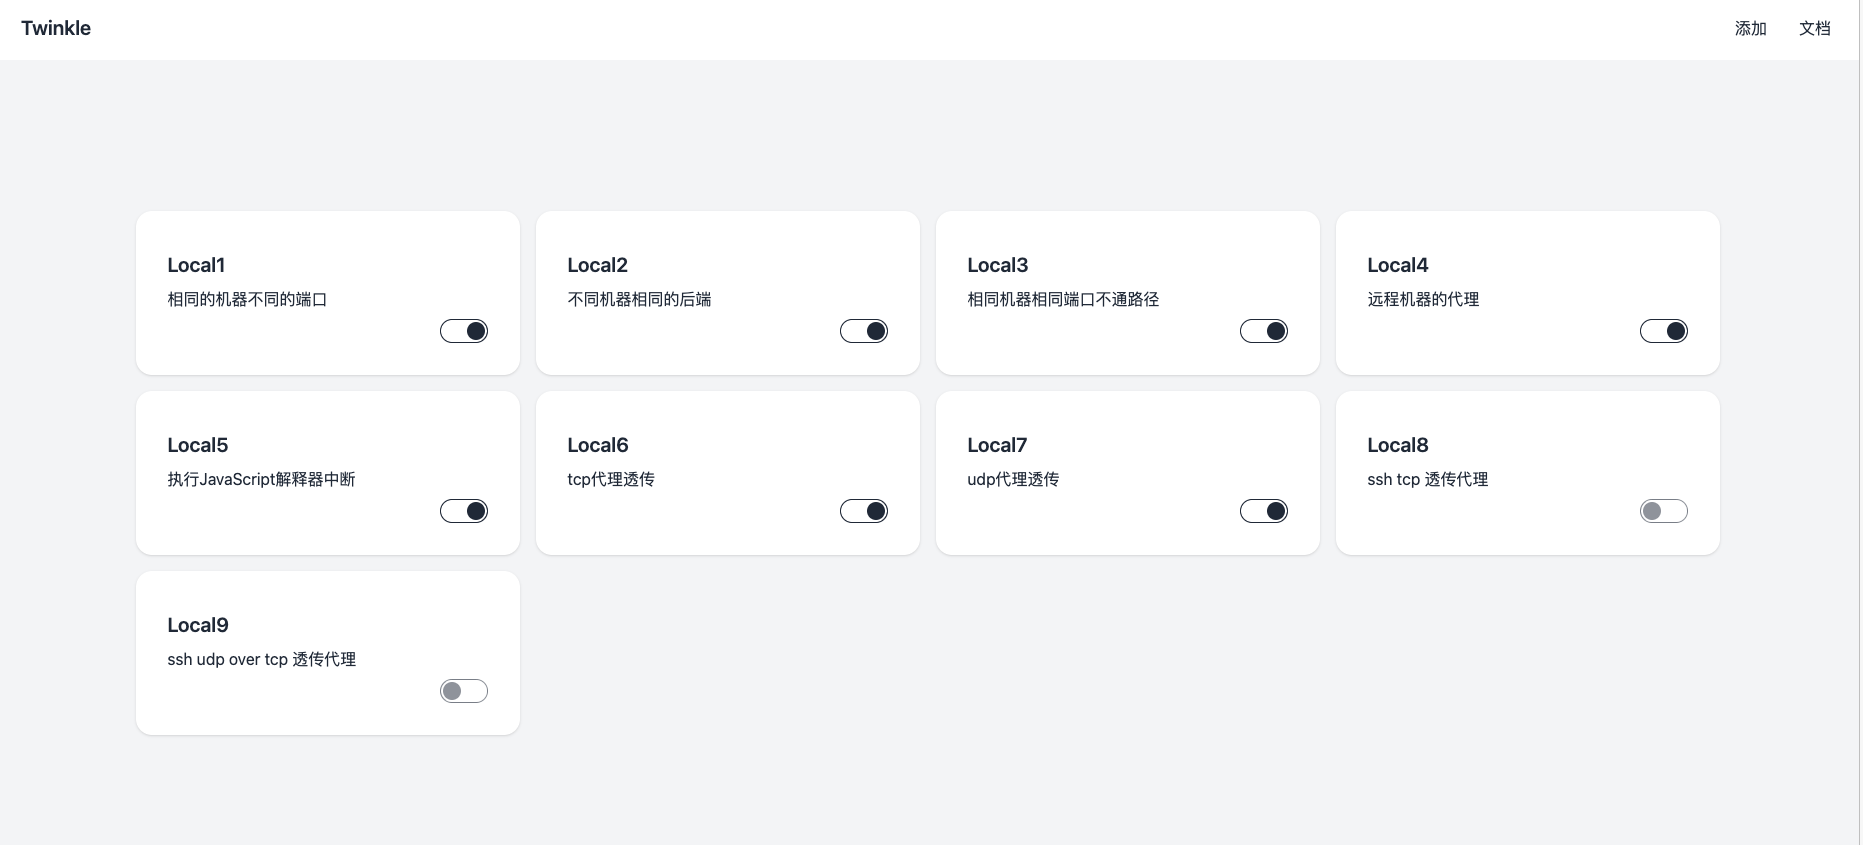 Twinkle
添加
文档
Local1
相同的机器不同的端口
Local2
不同机器相同的后端
Local3
相同机器相同端口不通路径
Local4
远程机器的代理
Local5
执行JavaScript解释器中断
Local6
tcp代理透传
Local7
udp代理透传
Local8
ssh tcp 透传代理
Local9
ssh udp over tcp 透传代理